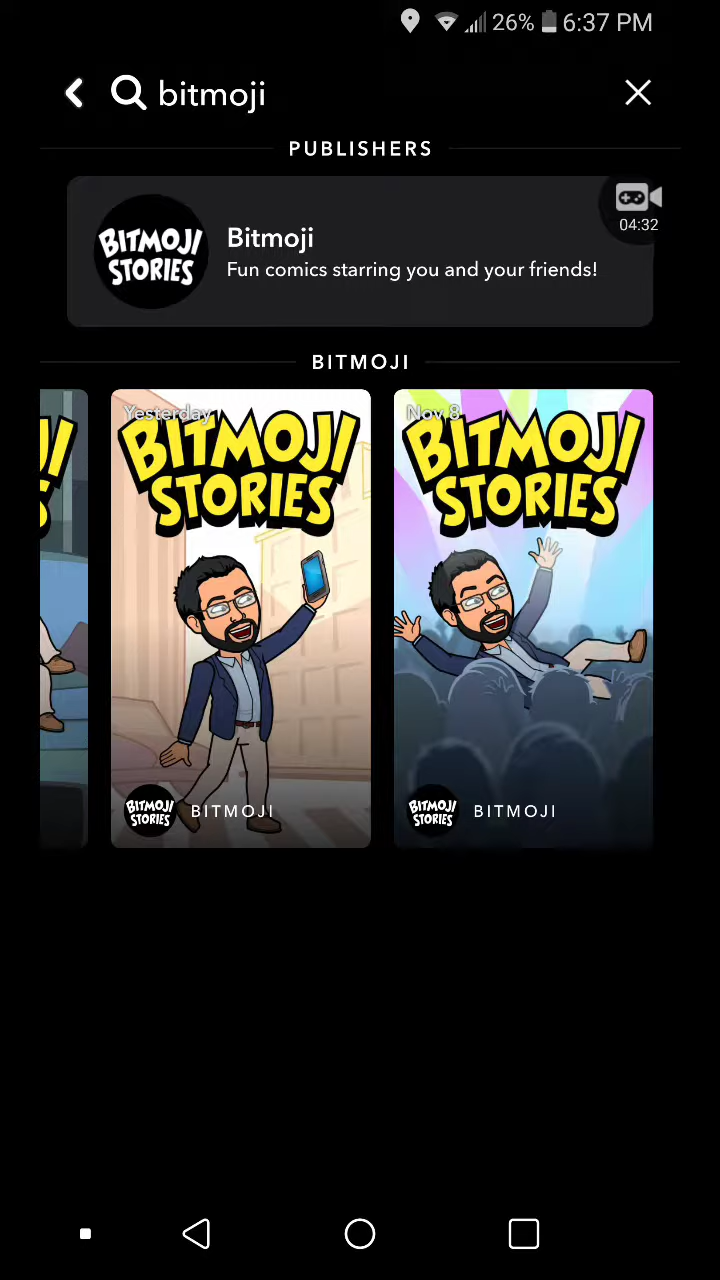 26% 6:37 PM
bitmoji
PUBLISHERS
04:32
BITMOJI
STORIES
Bitmoji
Fun comics starring you and your friends!
BITMOJI
Yesterday
BITMOJI
STORIES
BITMOJI
STORIES
BITMOJI
Nov 8
BITMOJI
STORIES
BITMOJI
STORIES
BITMOJI